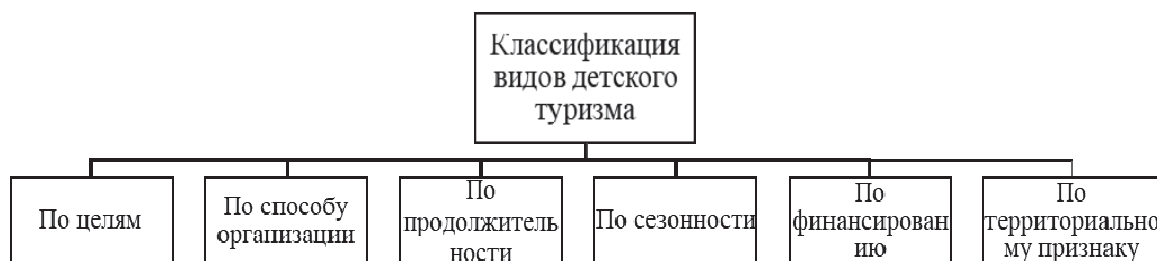 Классификация
видов детского
туризма
По целям
По способу
организации
По
продолжитель
ности
По сезонности
По
финансирован
ию
По
территориально
му признаку